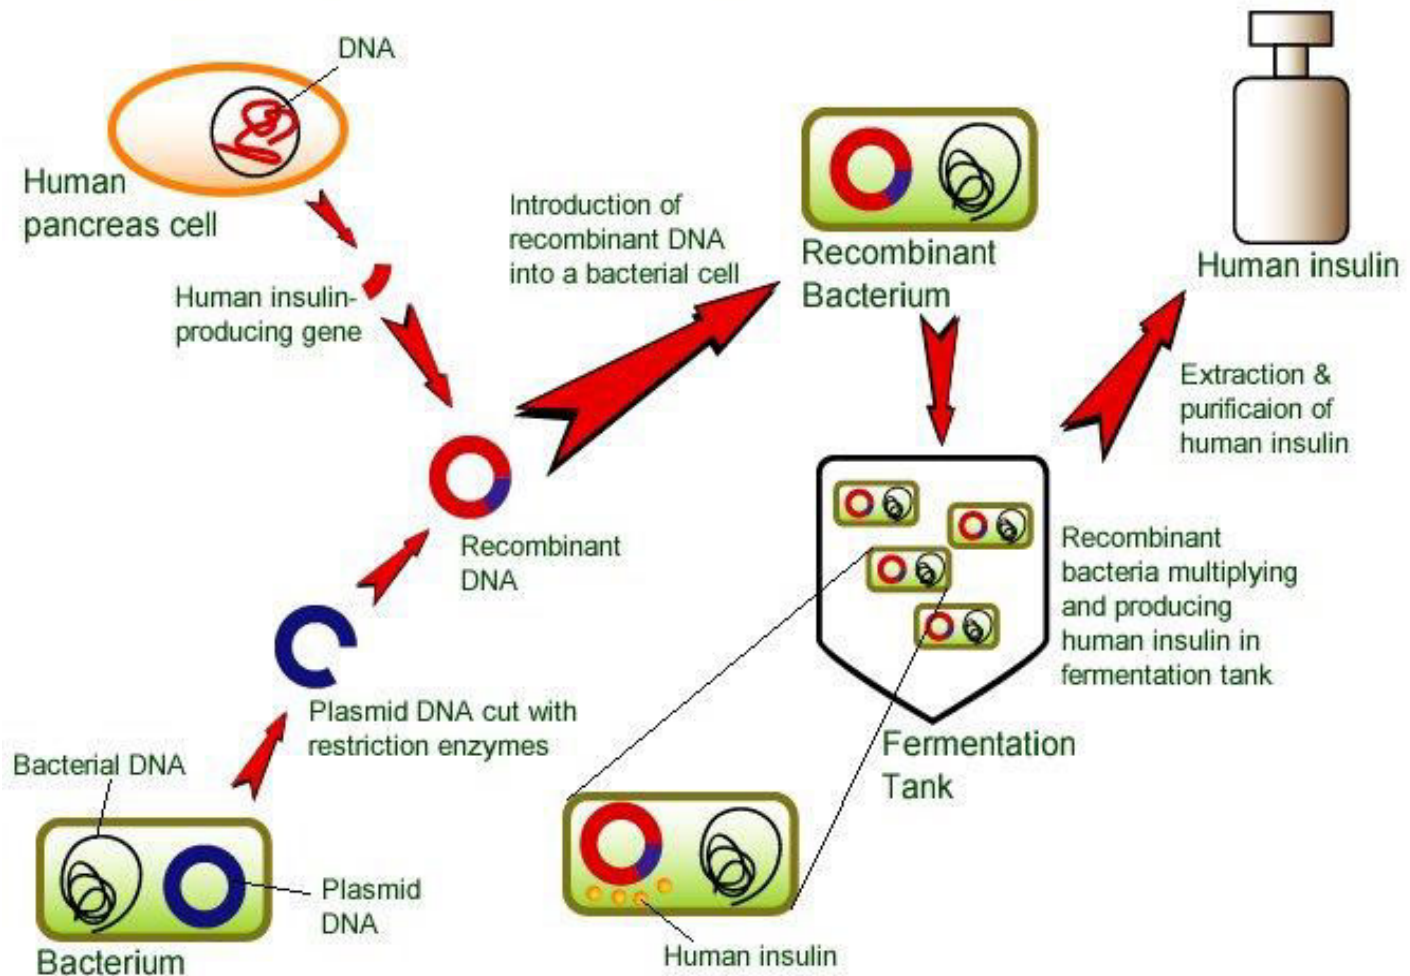 DNA
Human
pancreas cell
Human insulin-
producing gene
Introduction of
recombinant DNA
into a bacterial cell
Recombinant
Bacterium
Human insulin
Extraction &
purificaion of
human insulin
Recombinant
DNA
Recombinant
bacteria multiplying
and producing
human insulin in
fermentation tank
Plasmid DNA cut with
restriction enzymes
Fermentation
Tank
Bacterial DNA
Plasmid
DNA
Bacterium
Human insulin